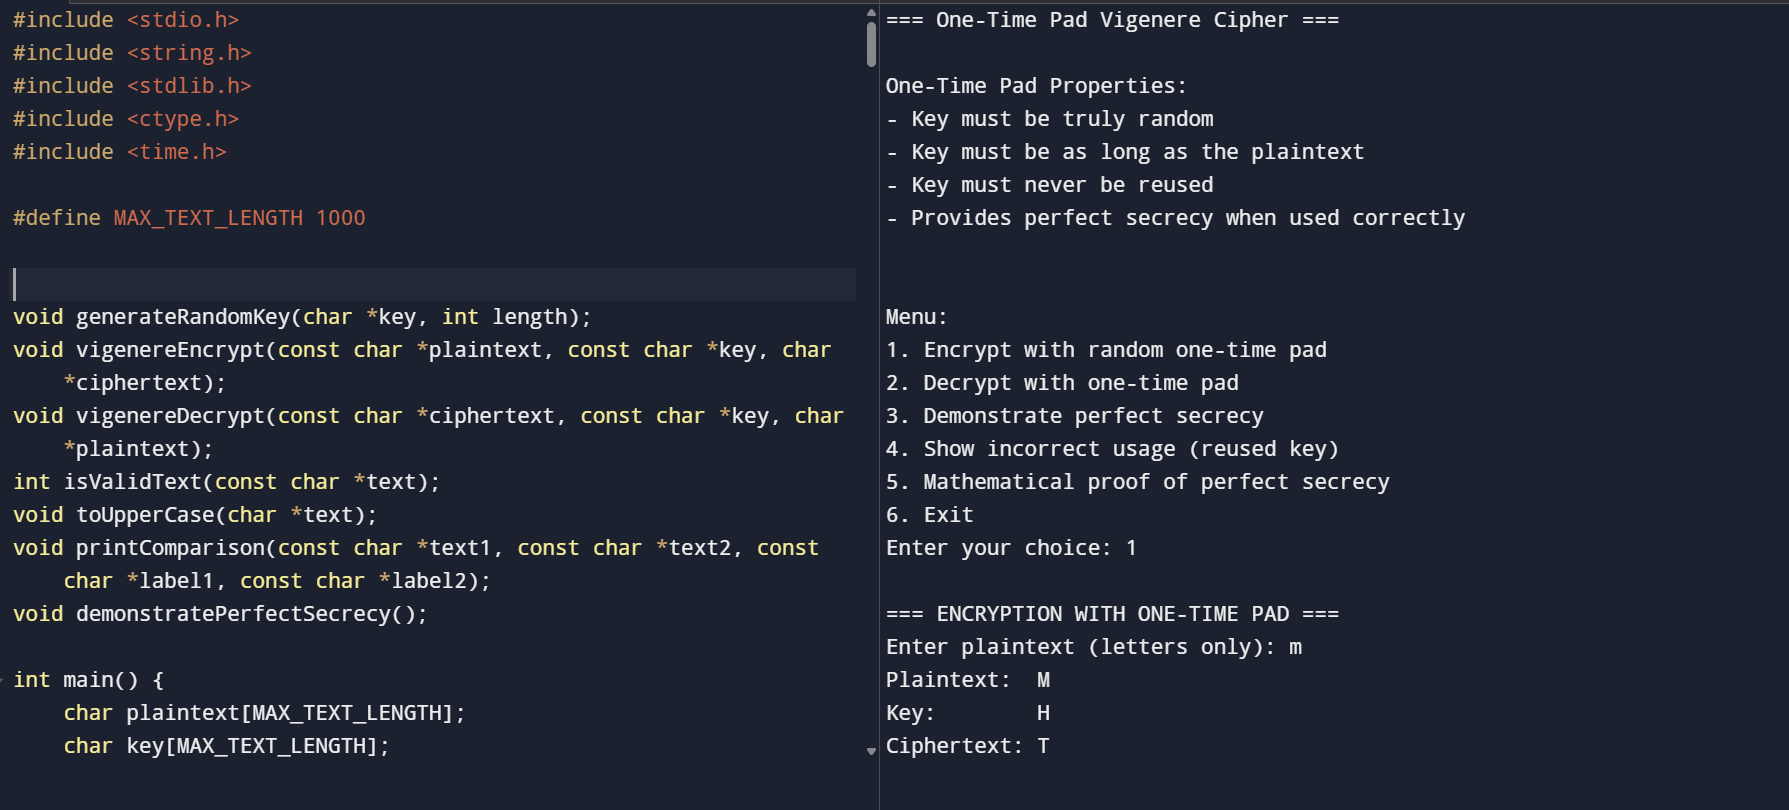 #include <stdio.h>
#include <string.h>
#include <stdlib.h>
#include <ctype.h>
#include <time.h>
#define MAX_TEXT_LENGTH 1000
void generateRandomKey(char *key, int length);
void vigenereEncrypt(const char *plaintext, const char *key, char
*ciphertext);
void vigenereDecrypt(const char *ciphertext, const char *key, char
*plaintext);
int isValidText(const char *text);
void toUpperCase(char *text);
void printComparison(const char *text1, const char *text2, const
char *label1, const char *label2);
void demonstratePerfectSecrecy();
int main() {
char plaintext[MAX_TEXT_LENGTH];
char key[MAX_TEXT_LENGTH];
=== One-Time Pad Vigenere Cipher ===
One-Time Pad Properties:
- Key must be truly random
- Key must be as long as the plaintext
- Key must never be reused
- Provides perfect secrecy when used correctly
Menu:
1. Encrypt with random one-time pad
2. Decrypt with one-time pad
3. Demonstrate perfect secrecy
4. Show incorrect usage (reused key)
5. Mathematical proof of perfect secrecy
6. Exit
Enter your choice: 1
=== ENCRYPTION WITH ONE-TIME PAD ===
Enter plaintext (letters only): m
Plaintext:  M
Key:        H
Ciphertext: T